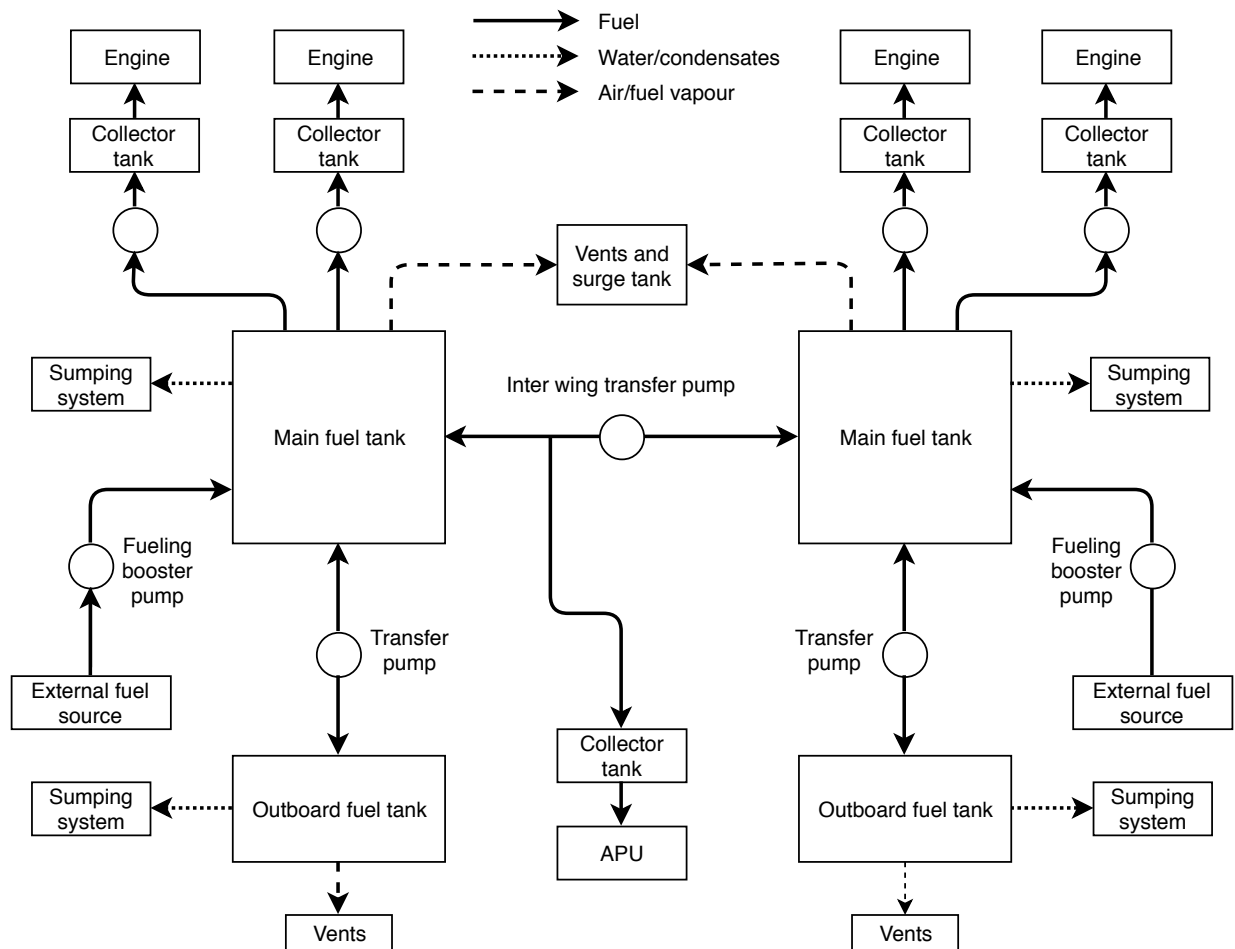 Fuel
Water/condensates
Air/fuel vapour
Engine
Engine
Engine
Engine
Collector
tank
Collector
tank
Collector
tank
Collector
tank
Vents and
surge tank
Sumping
system
Main fuel tank
Inter wing transfer pump
Main fuel tank
Sumping
system
Fueling
booster
pump
Fueling
booster
pump
Transfer
pump
Transfer
pump
External fuel
source
External fuel
source
Collector
tank
Sumping
system
Outboard fuel tank
Outboard fuel tank
Sumping
system
APU
Vents
Vents